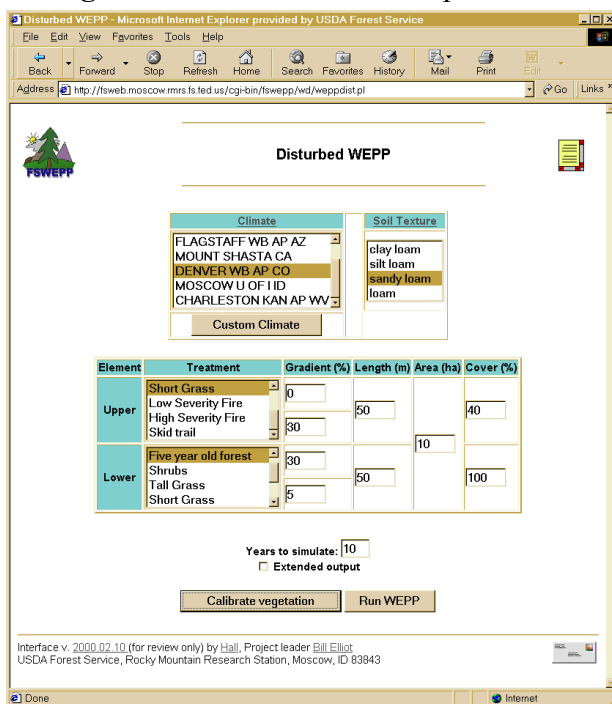 Disturbed WEPP - Microsoft Internet Explorer provided by USDA Forest Service
File Edit View Favorites Tools Help
Back Forward Stop Refresh Home Search Favorites History Mail Print Edit
Address http://fsweb.moscow.rmrs.fs.fed.us/cgi-bin/fswepp/wd/weppdist.pl Go Links
FSWEPP
Disturbed WEPP
Climate Soil Texture
FLAGSTAFF WB AP AZ
MOUNT SHASTA CA
DENVER WB AP CO
MOSCOW U OF I ID
CHARLESTON KAN AP WV
clay loam
silt loam
sandy loam
loam
Custom Climate
Element Treatment Gradient (%) Length (m) Area (ha) Cover (%)
Upper
Short Grass
Low Severity Fire
High Severity Fire
Skid trail
0
30
50
40
10
Lower
Five year old forest
Shrubs
Tall Grass
Short Grass
30
5
50
100
Years to simulate: 10
Extended output
Calibrate vegetation Run WEPP
Interface v. 2000.02.10 (for review only) by Hall, Project leader Bill Elliot
USDA Forest Service, Rocky Mountain Research Station, Moscow, ID 83843
Done Internet